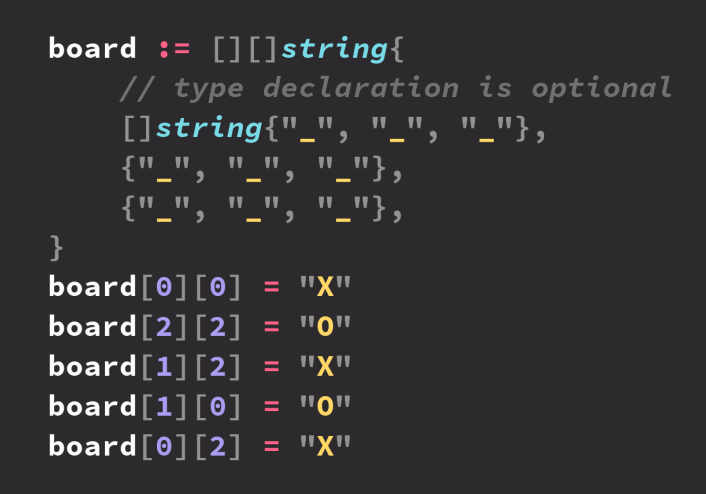 board := [][]string{
    // type declaration is optional
    []string{"_", "_", "_"},
    {"_", "_", "_"},
    {"_", "_", "_"},
}
board[0][0] = "X"
board[2][2] = "O"
board[1][2] = "X"
board[1][0] = "O"
board[0][2] = "X"